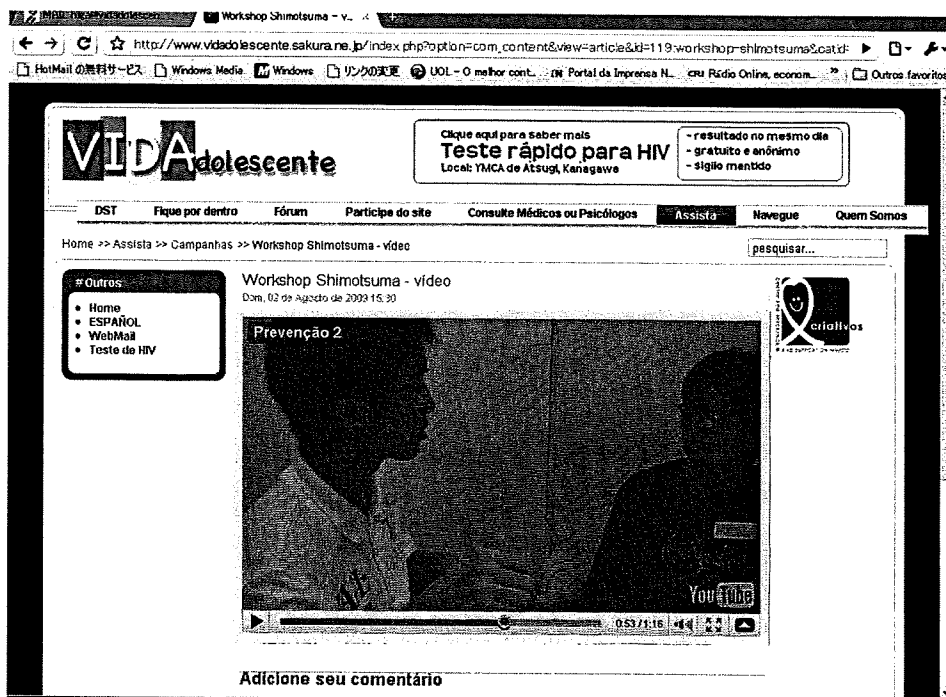 Workshop Shimotsuma - v...
http://www.vidadolescente.sakura.ne.jp/index.php?option=com_content&view=article&id=119:workshop-shimotsuma&catid=
HotMail の無料サービス Windows Media Windows リンクの変更 UOL - O melhor cont... Portal da Imprensa N... CRU Rádio Online, econom... » Outros favoritos
VIDAdolescente
Clique aqui para saber mais
Teste rápido para HIV
Local: YMCA de Atsugi, Kanagawa
- resultado no mesmo dia
- gratuito e anônimo
- sigilo mantido
DST Fique por dentro Fórum Participe do site Consulte Médicos ou Psicólogos Assista Navegue Quem Somos
Home >> Assista >> Campanhas >> Workshop Shimotsuma - vídeo
pesquisar...
# Outros
• Home
• ESPAÑOL
• WebMail
• Teste de HIV
Workshop Shimotsuma - vídeo
Dom, 02 de Agosto de 2009 15:30
Prevenção 2
You Tube
0:53 / 1:16
criativos
Adicione seu comentário